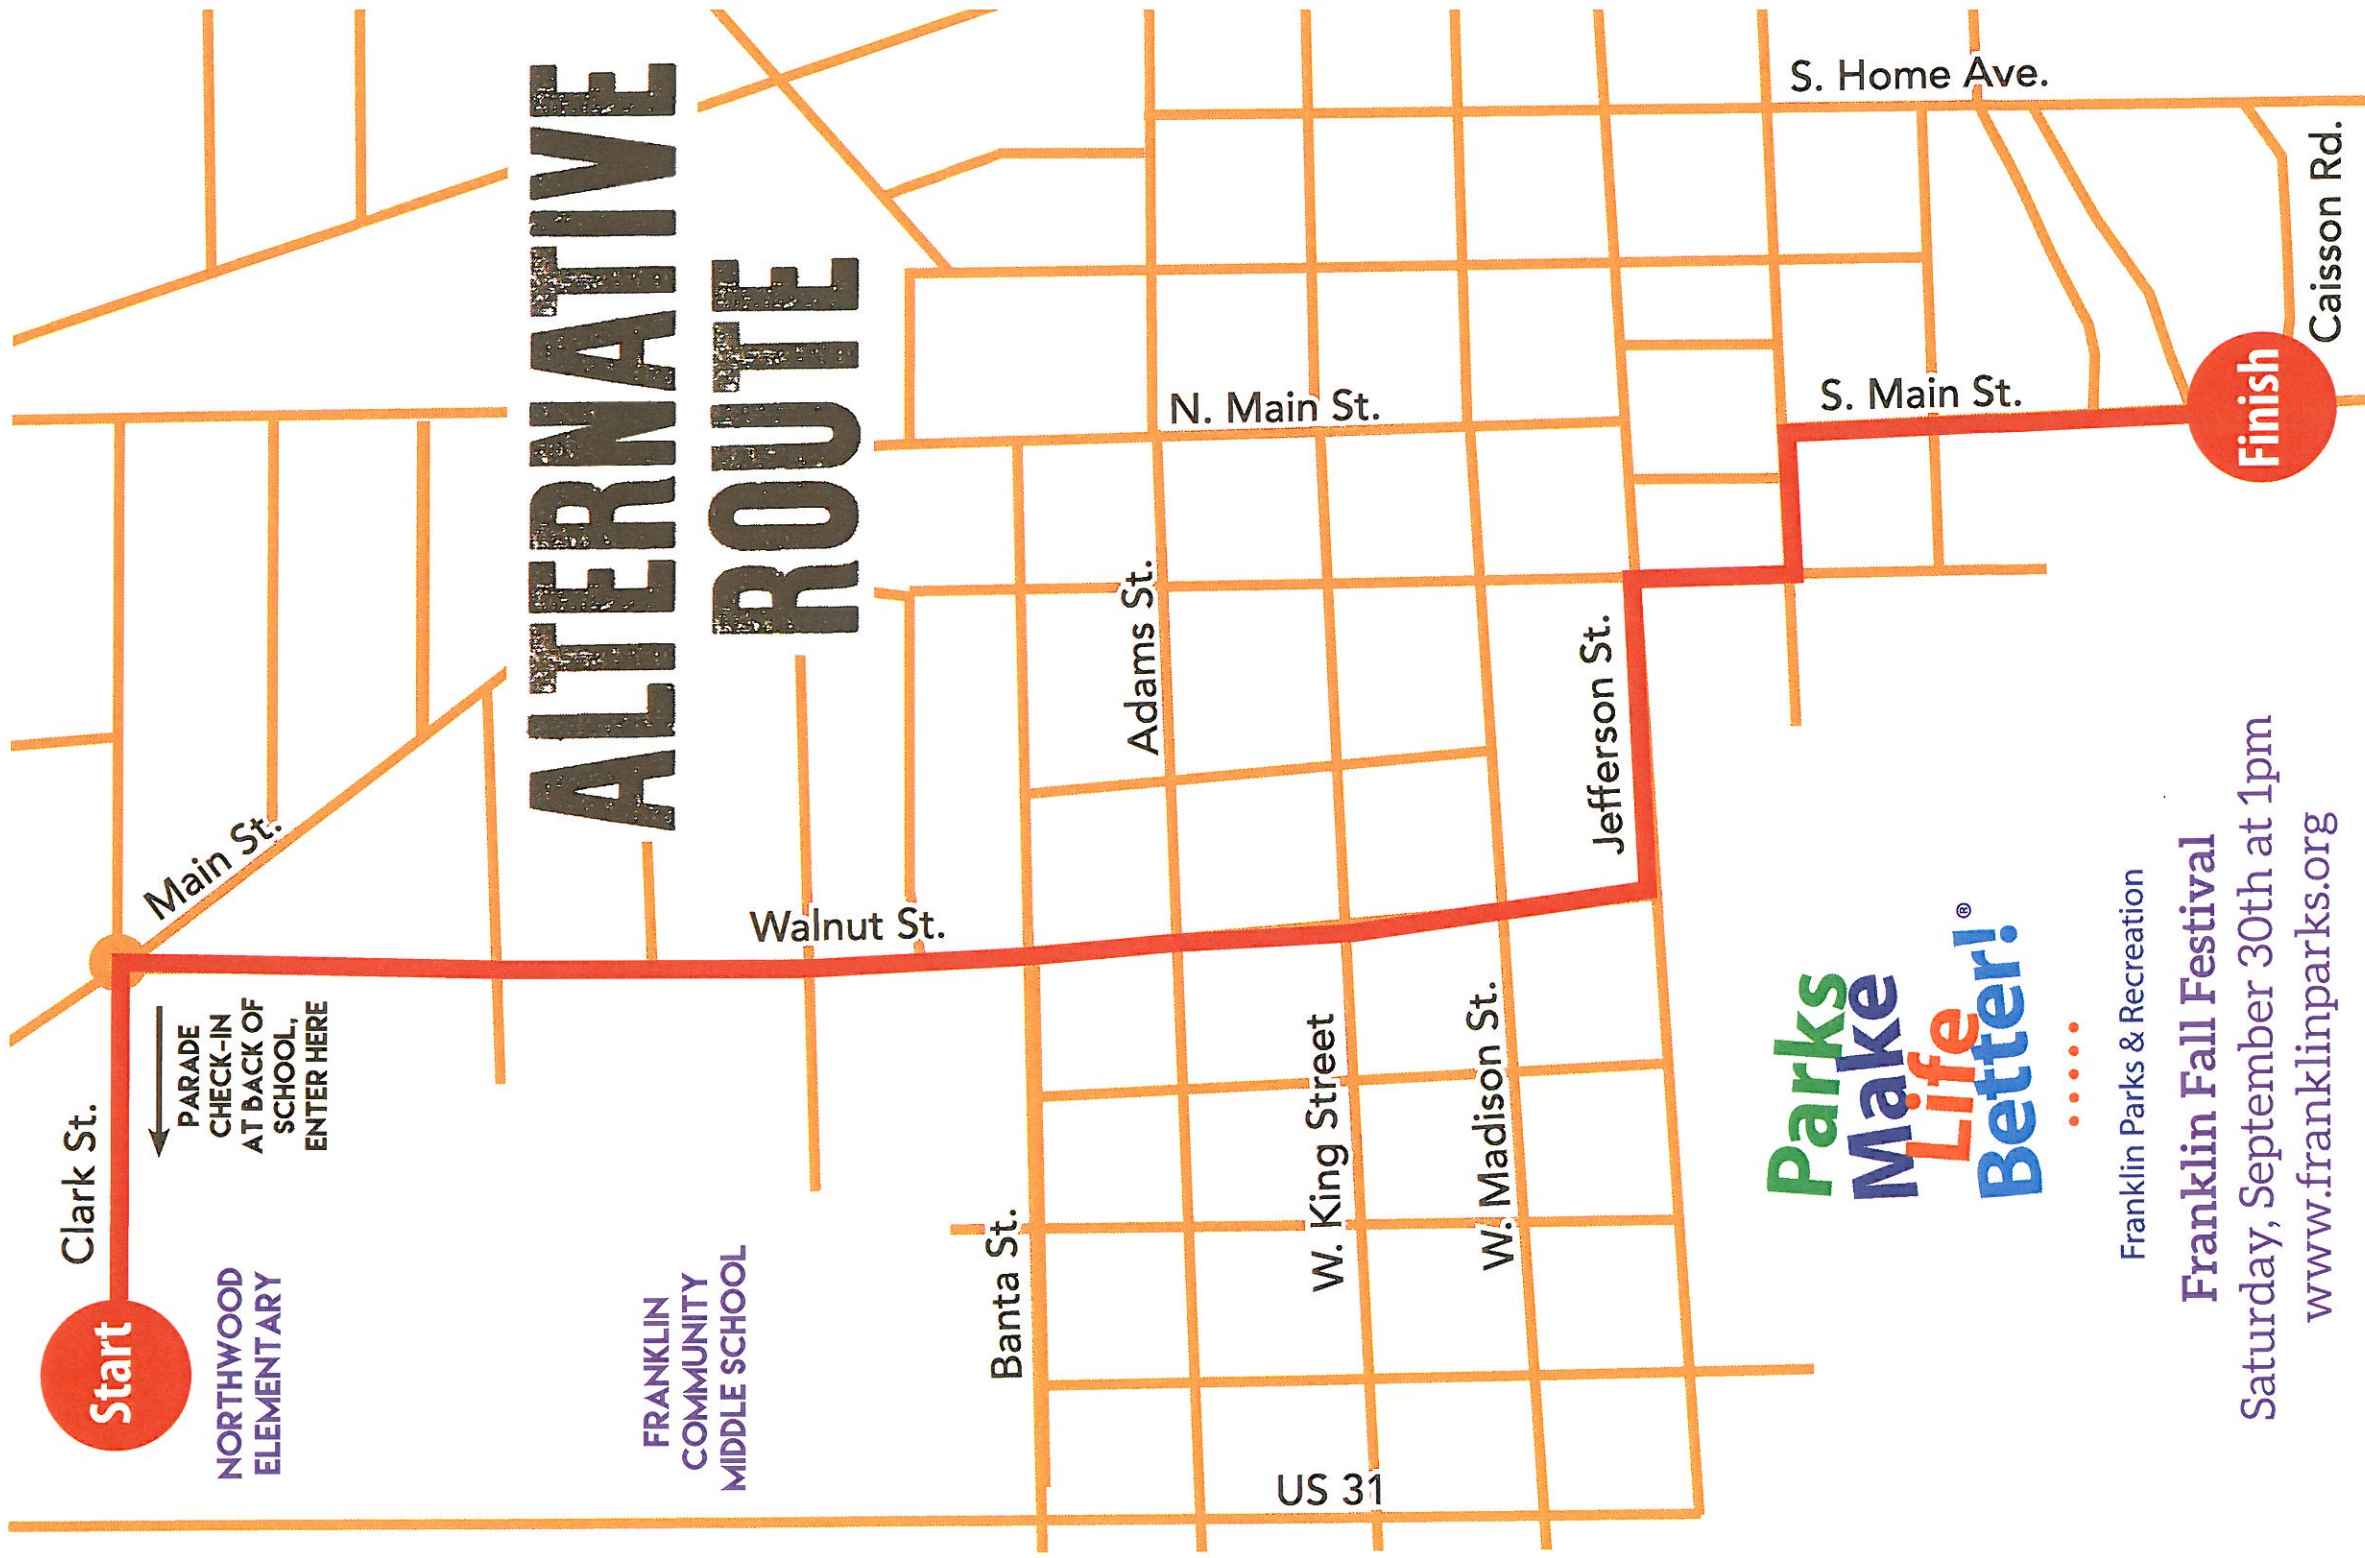 ALTERNATIVE
ROUTE
Start
Clark St.
PARADE
CHECK-IN
AT BACK OF
SCHOOL,
ENTER HERE
NORTHWOOD
ELEMENTARY
Main St.
FRANKLIN
COMMUNITY
MIDDLE SCHOOL
Walnut St.
Banta St.
Adams St.
N. Main St.
US 31
W. King Street
W. Madison St.
Jefferson St.
S. Home Ave.
S. Main St.
Caisson Rd.
Finish
Parks
Make
Life
Better!®
Franklin Parks & Recreation
Franklin Fall Festival
Saturday, September 30th at 1pm
www.franklinparks.org